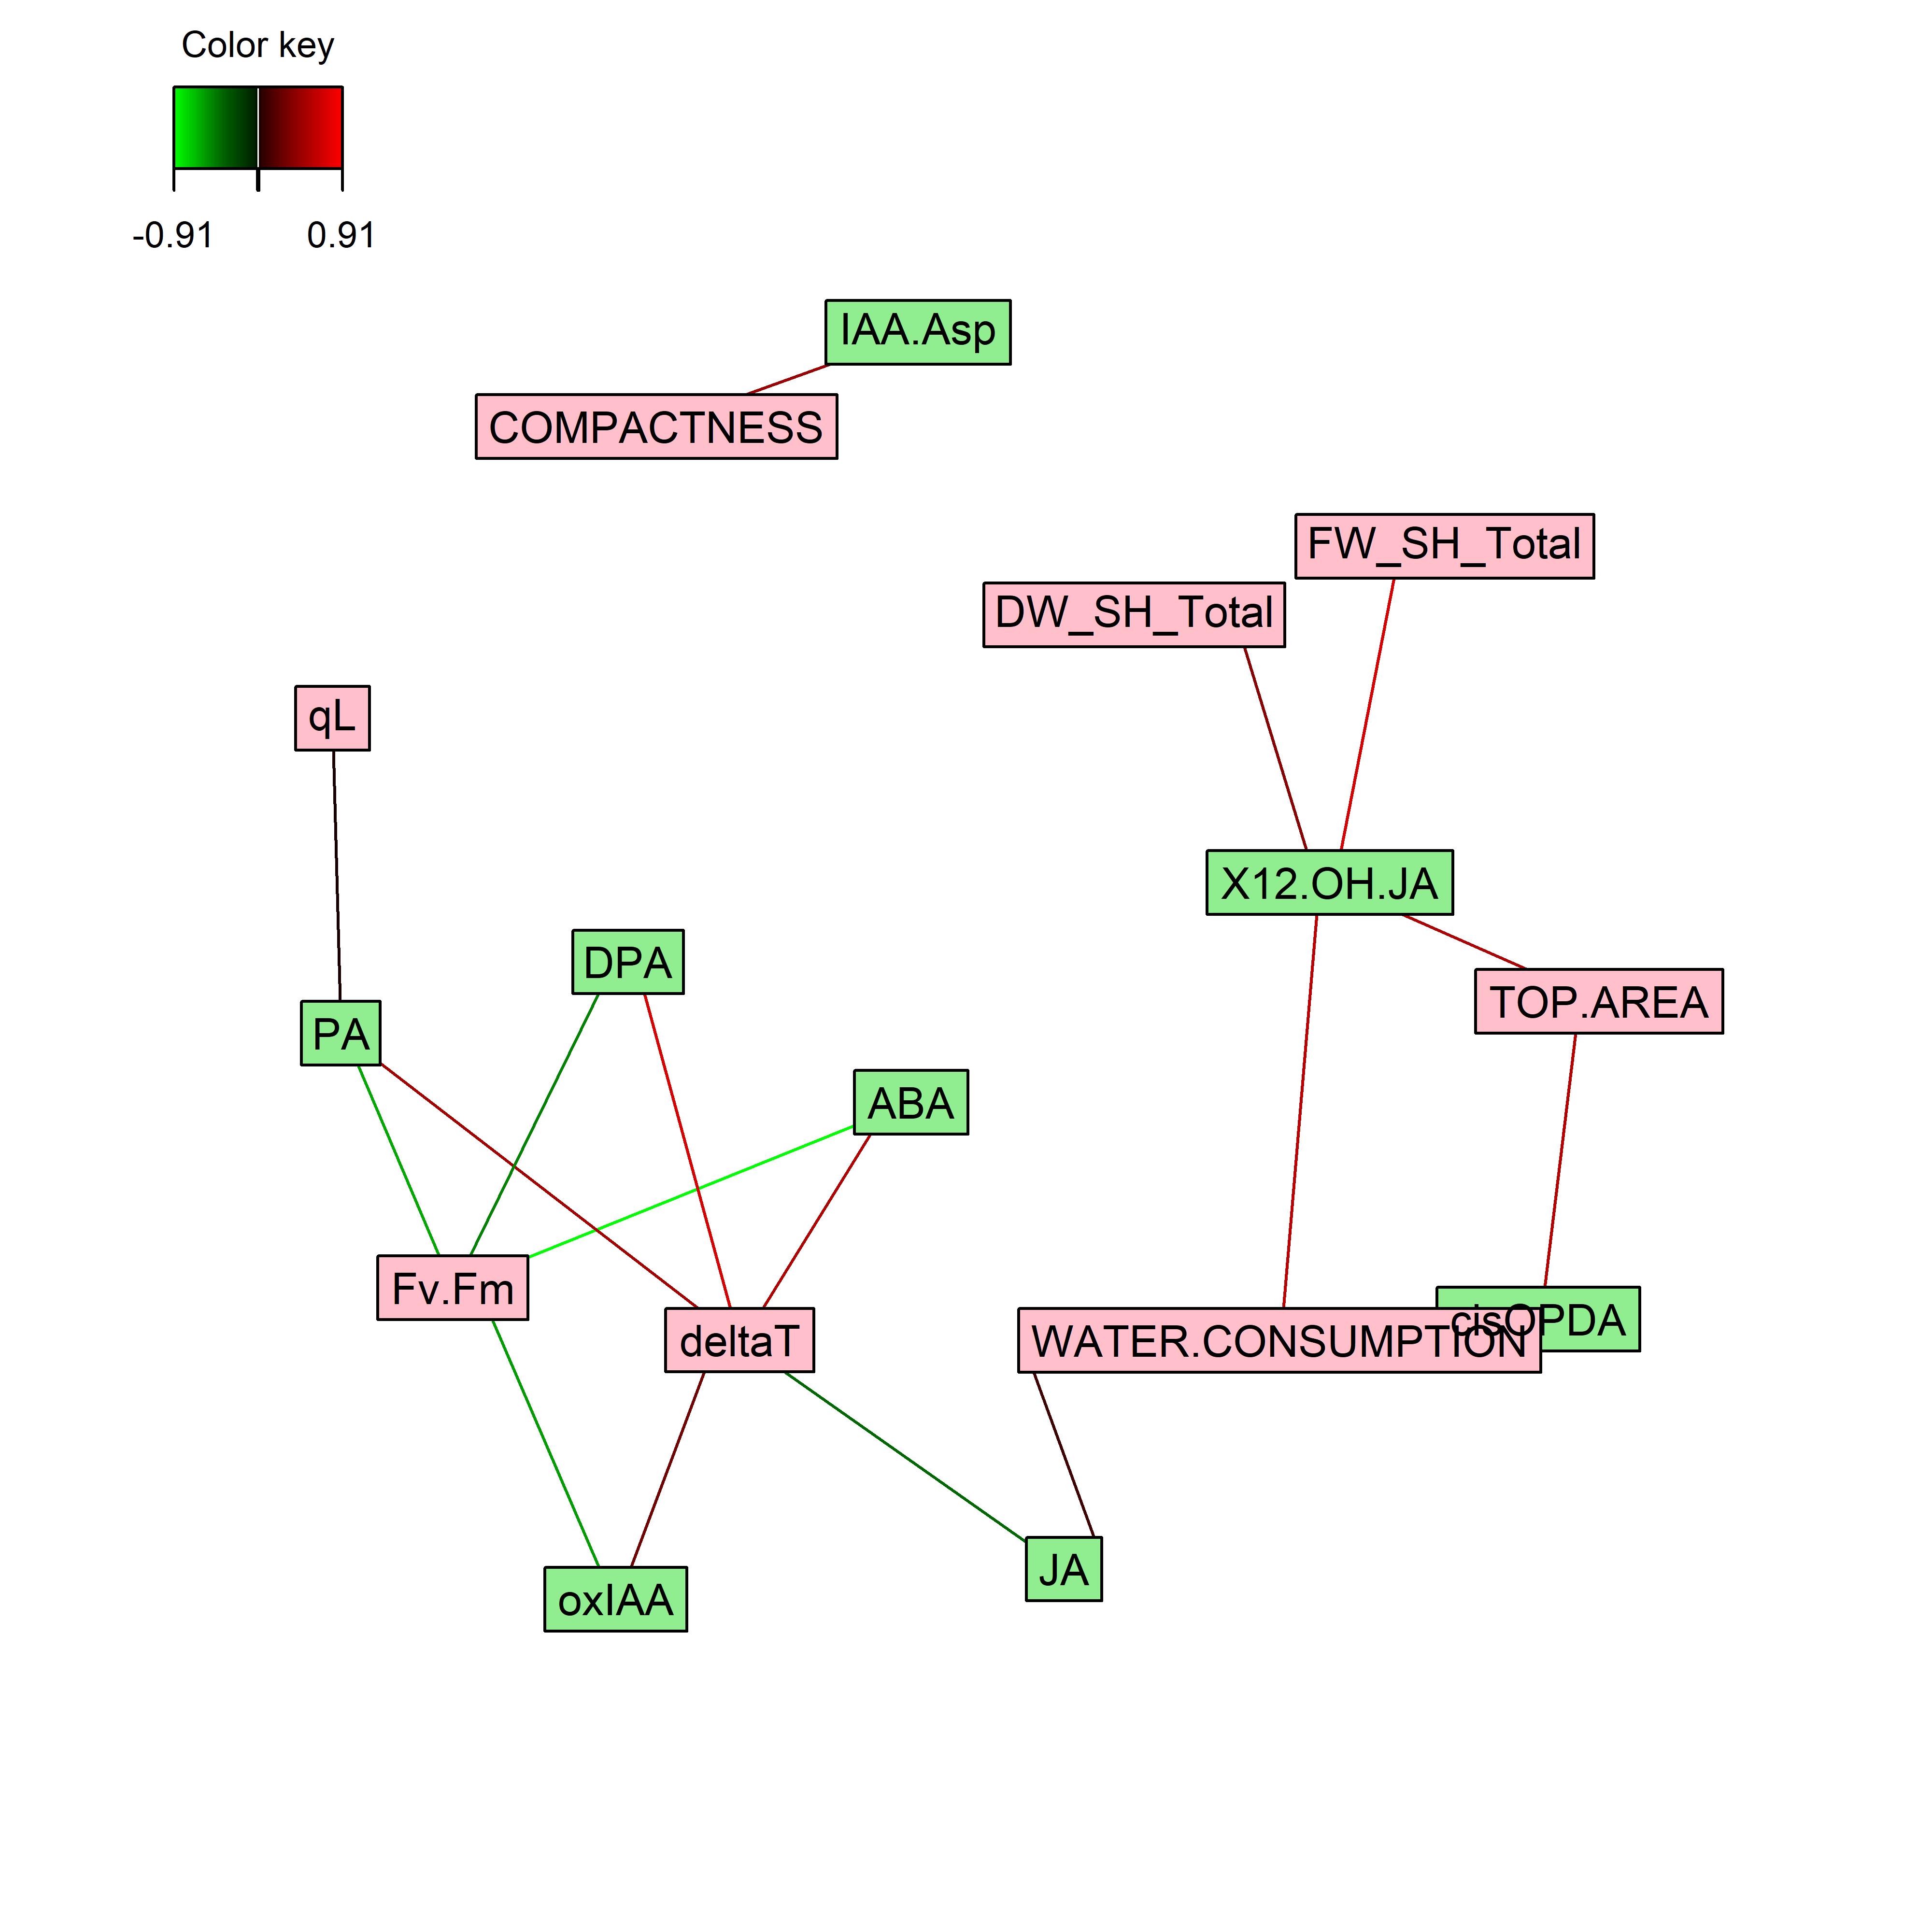 Color key
-0.91 0.91
IAA.Asp
COMPACTNESS
FW_SH_Total
DW_SH_Total
qL
X12.OH.JA
DPA
TOP.AREA
PA
ABA
Fv.Fm
cisOPDA
deltaT
WATER.CONSUMPTION
JA
oxIAA